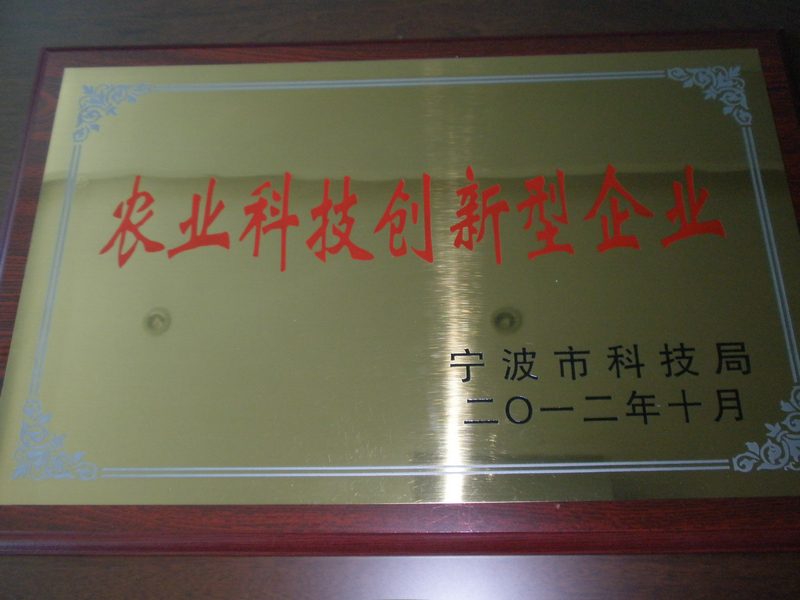 农业科技创新型企业
宁波市科技局
二〇一二年十月